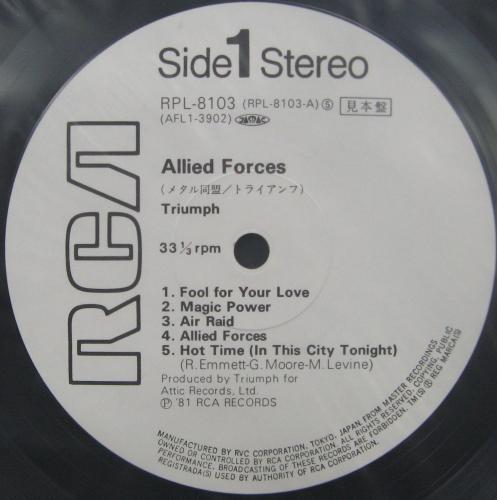 Side 1 Stereo
RPL-8103 (RPL-8103-A) Ⓢ 見本盤
(AFL1-3902) JASRAC
Allied Forces
(メタル同盟/トライアンフ)
Triumph
33 1/3 rpm
RCA
1. Fool for Your Love
2. Magic Power
3. Air Raid
4. Allied Forces
5. Hot Time (In This City Tonight)
(R.Emmett-G.Moore-M.Levine)
Produced by Triumph for
Attic Records, Ltd.
Ⓟ '81 RCA RECORDS
MANUFACTURED BY RVC CORPORATION, TOKYO, JAPAN, FROM MASTER RECORDINGS
OWNED OR CONTROLLED BY RCA CORPORATION. ALL RIGHTS RESERVED. COPYING, PUBLIC
PERFORMANCE, BROADCASTING OF THESE RECORDS ARE FORBIDDEN. TM(S) ® REG MARCA(S)
REGISTRADA(S) USED BY AUTHORITY OF RCA CORPORATION.